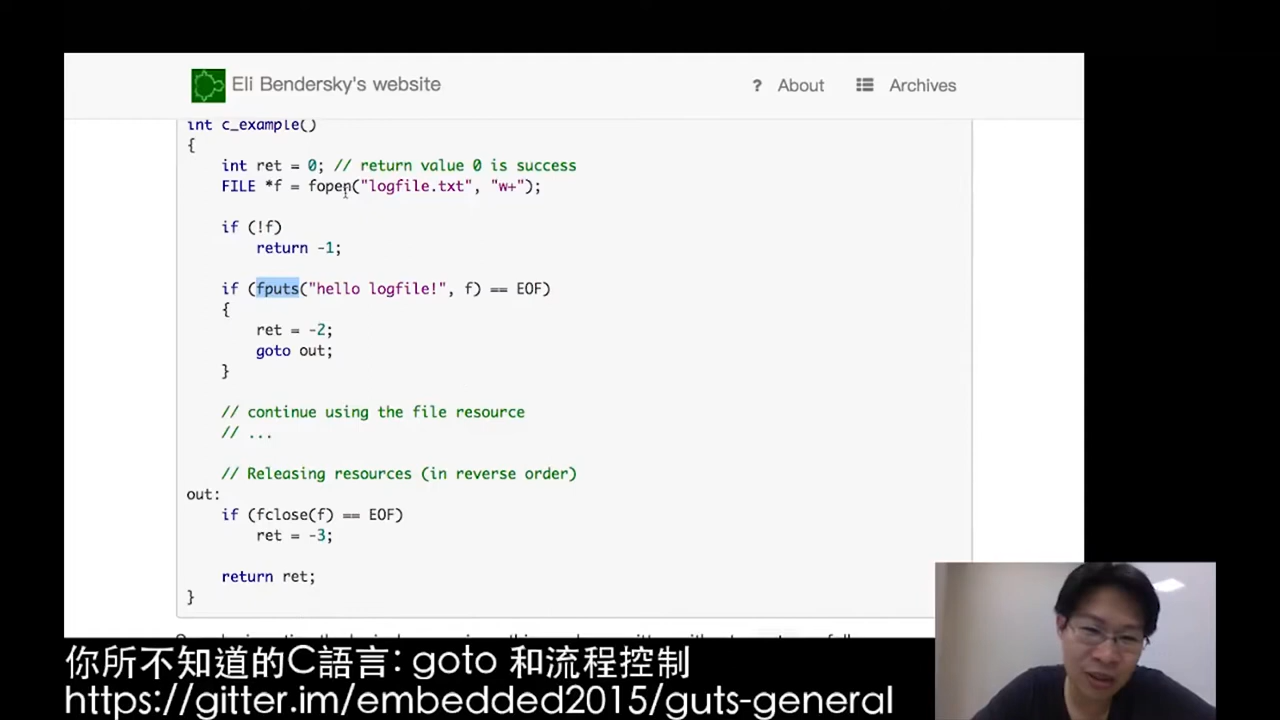 Eli Bendersky's website
? About
Archives
int c_example()
{
int ret = 0; // return value 0 is success
FILE *f = fopen("logfile.txt", "w+");
if (!f)
return -1;
if (fputs("hello logfile!", f) == EOF)
{
ret = -2;
goto out;
}
// continue using the file resource
// ...
// Releasing resources (in reverse order)
out:
if (fclose(f) == EOF)
ret = -3;
return ret;
}
你所不知道的C語言: goto 和流程控制
https://gitter.im/embedded2015/guts-general